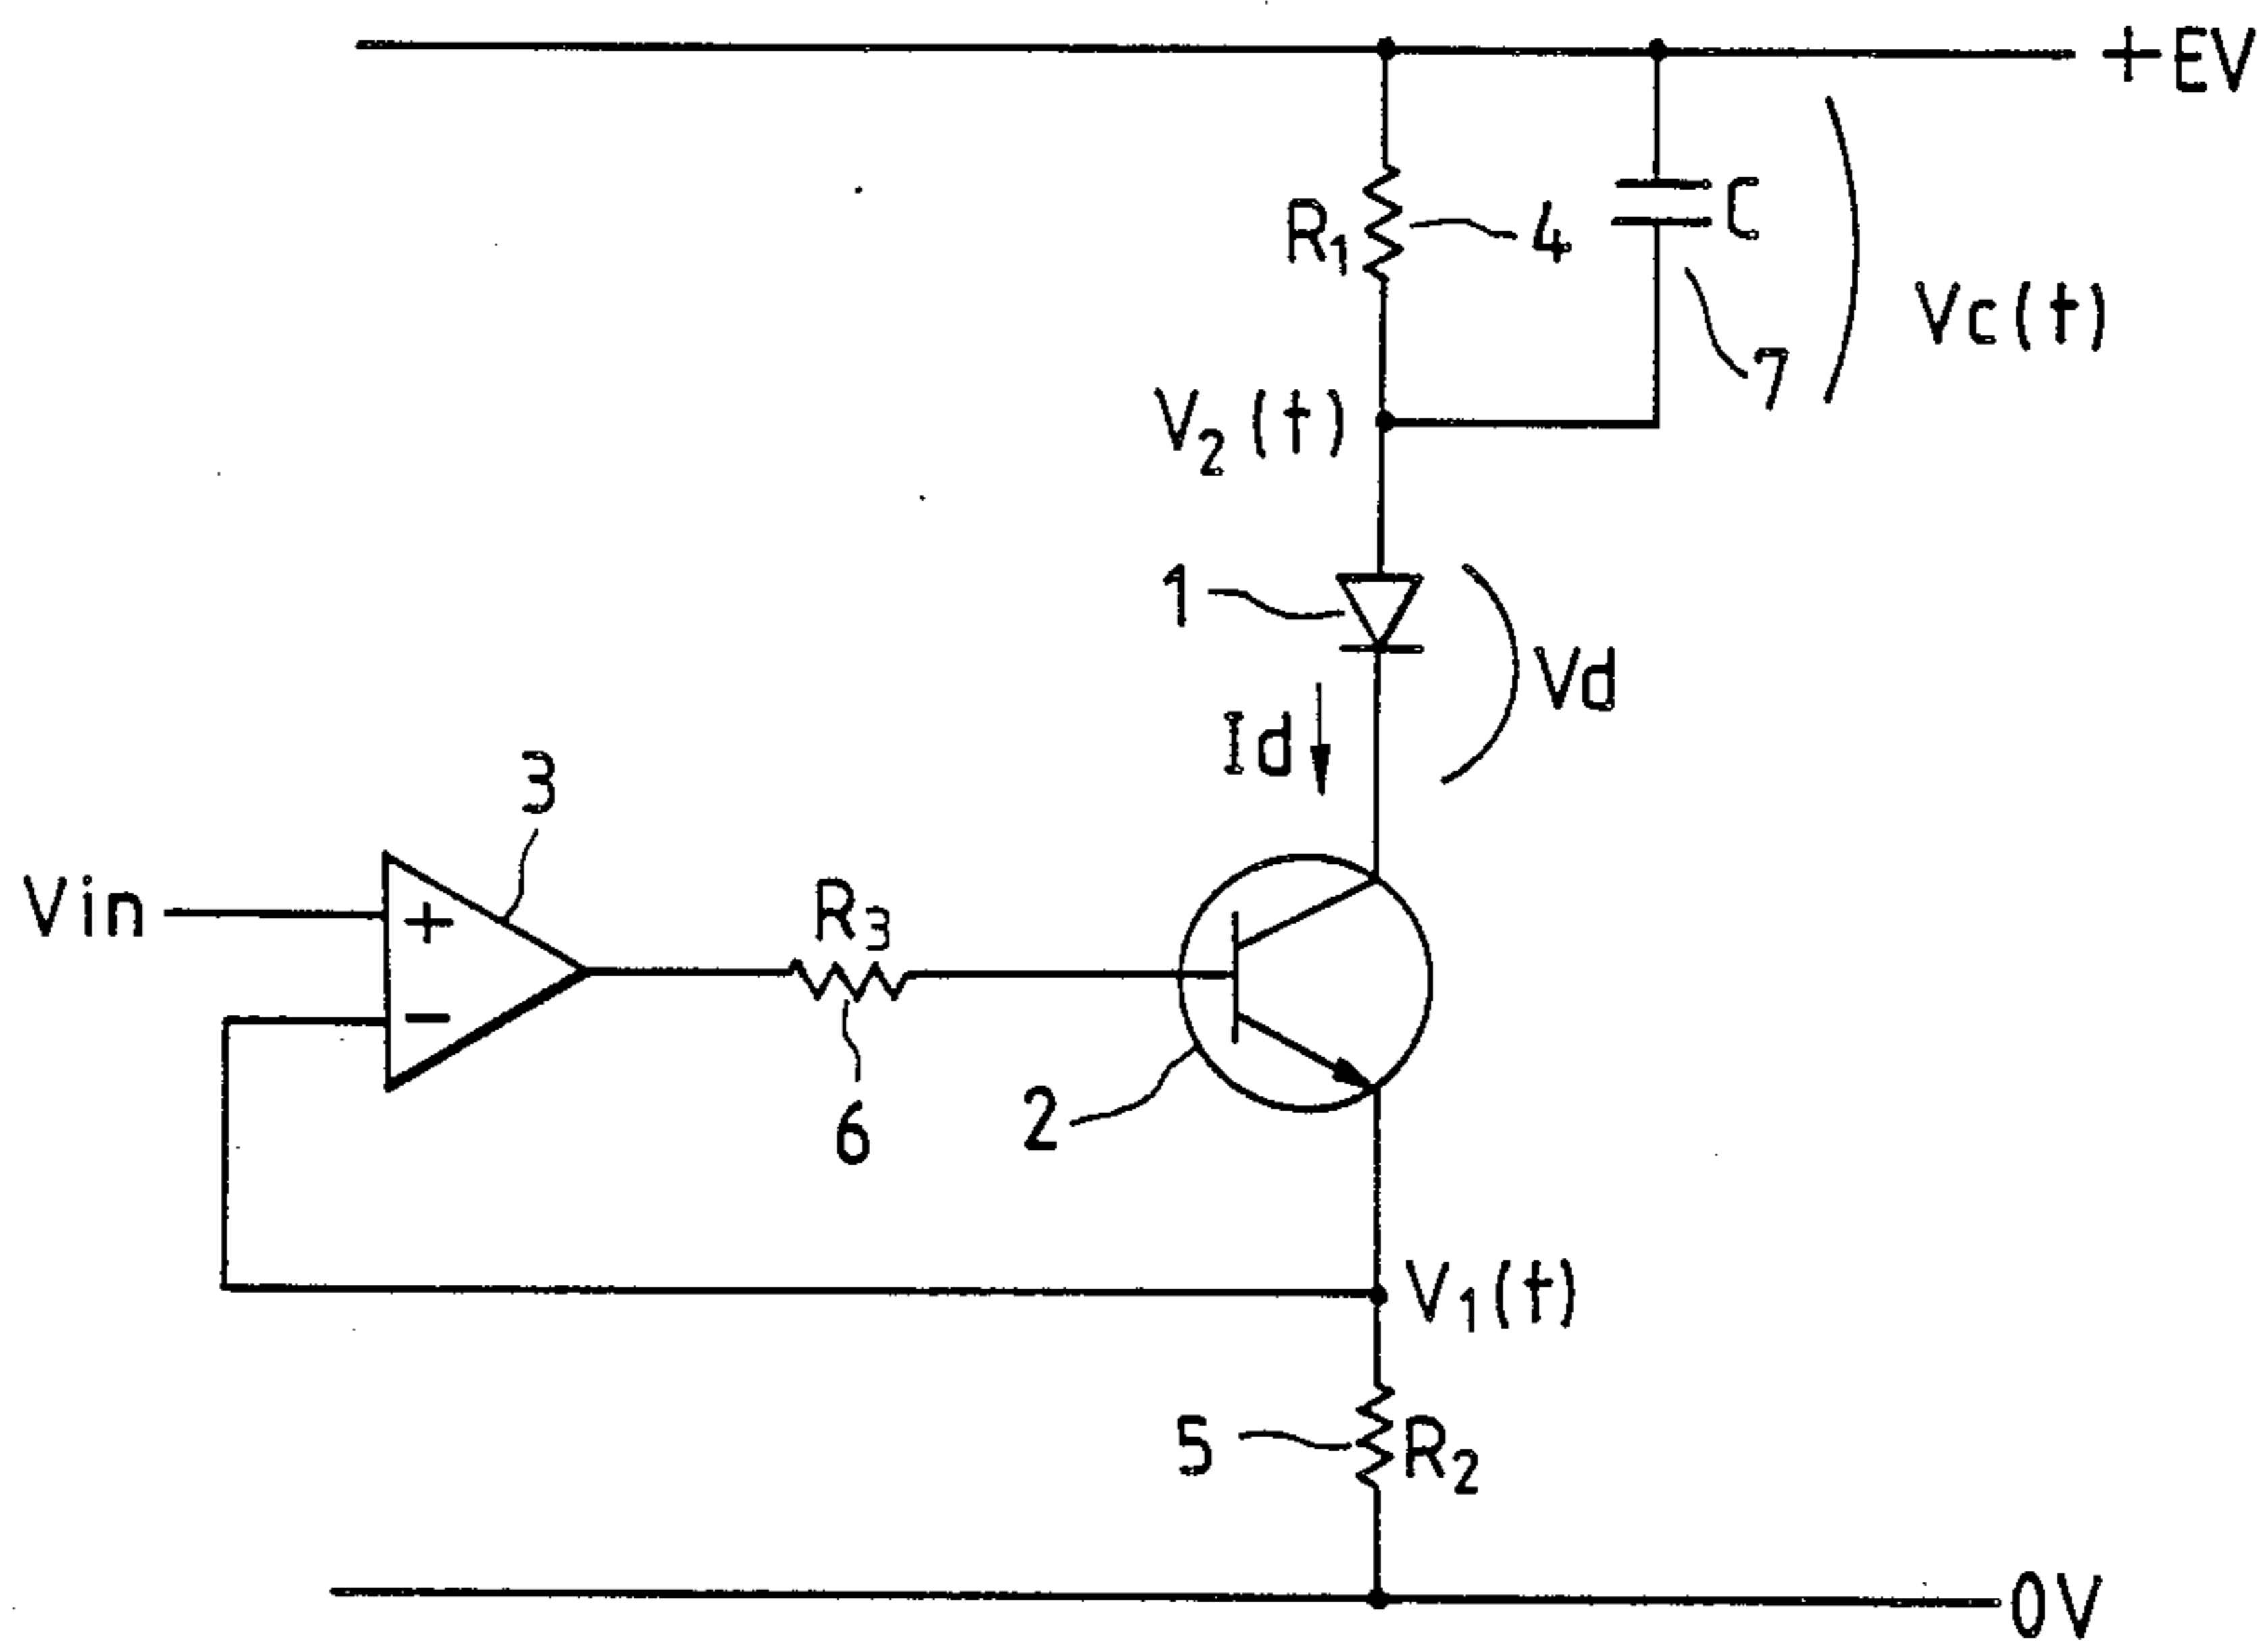 +EV
R1
4
C
7
Vc(t)
V2(t)
1
Vd
Id
3
Vin
+
-
R3
6
2
V1(t)
5
R2
0V